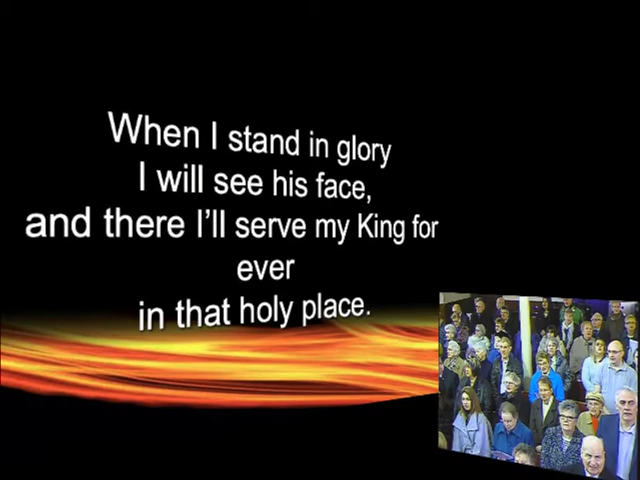 When I stand in glory
I will see his face,
and there I'll serve my King for
ever
in that holy place.